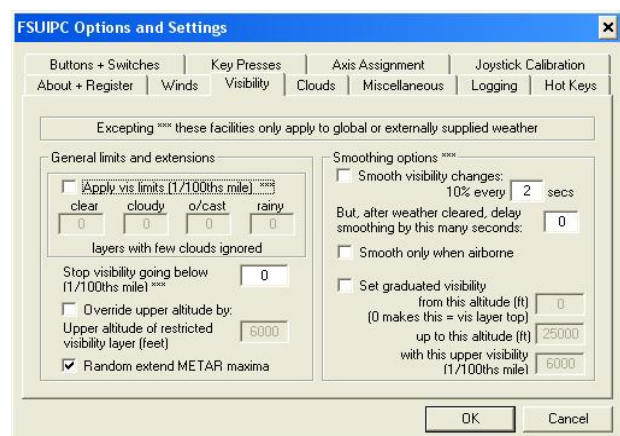 FSUIPC Options and Settings
Buttons + Switches Key Presses Axis Assignment Joystick Calibration
About + Register Winds Visibility Clouds Miscellaneous Logging Hot Keys
Excepting *** these facilities only apply to global or externally supplied weather
General limits and extensions
Apply vis limits (1/100ths mile) ***
clear cloudy o/cast rainy
0 0 0 0
layers with few clouds ignored
Stop visibility going below
(1/100ths mile) ***
0
Override upper altitude by:
Upper altitude of restricted
visibility layer (feet)
6000
Random extend METAR maxima
Smoothing options ***
Smooth visibility changes:
10% every 2 secs
But, after weather cleared, delay
smoothing by this many seconds:
0
Smooth only when airborne
Set graduated visibility
from this altitude (ft)
(0 makes this = vis layer top)
0
up to this altitude (ft) 25000
with this upper visibility
(1/100ths mile)
6000
OK Cancel